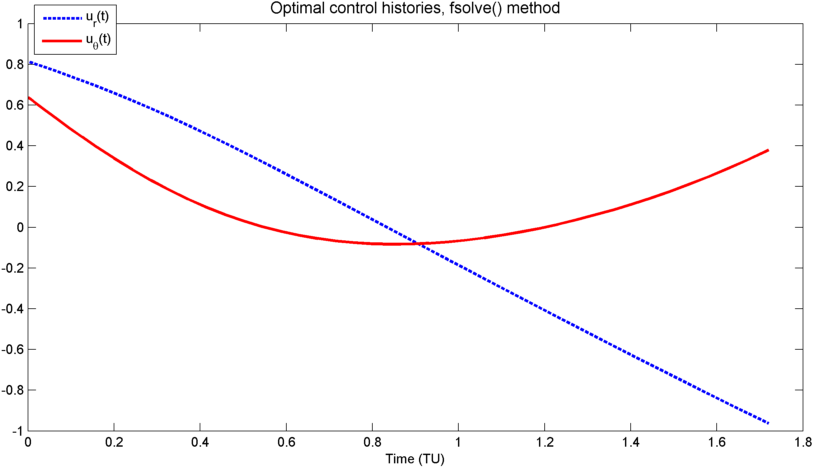 Optimal control histories, fsolve() method
u_r(t)
u_θ(t)
1
0.8
0.6
0.4
0.2
0
-0.2
-0.4
-0.6
-0.8
-1
0 0.2 0.4 0.6 0.8 1 1.2 1.4 1.6 1.8
Time (TU)